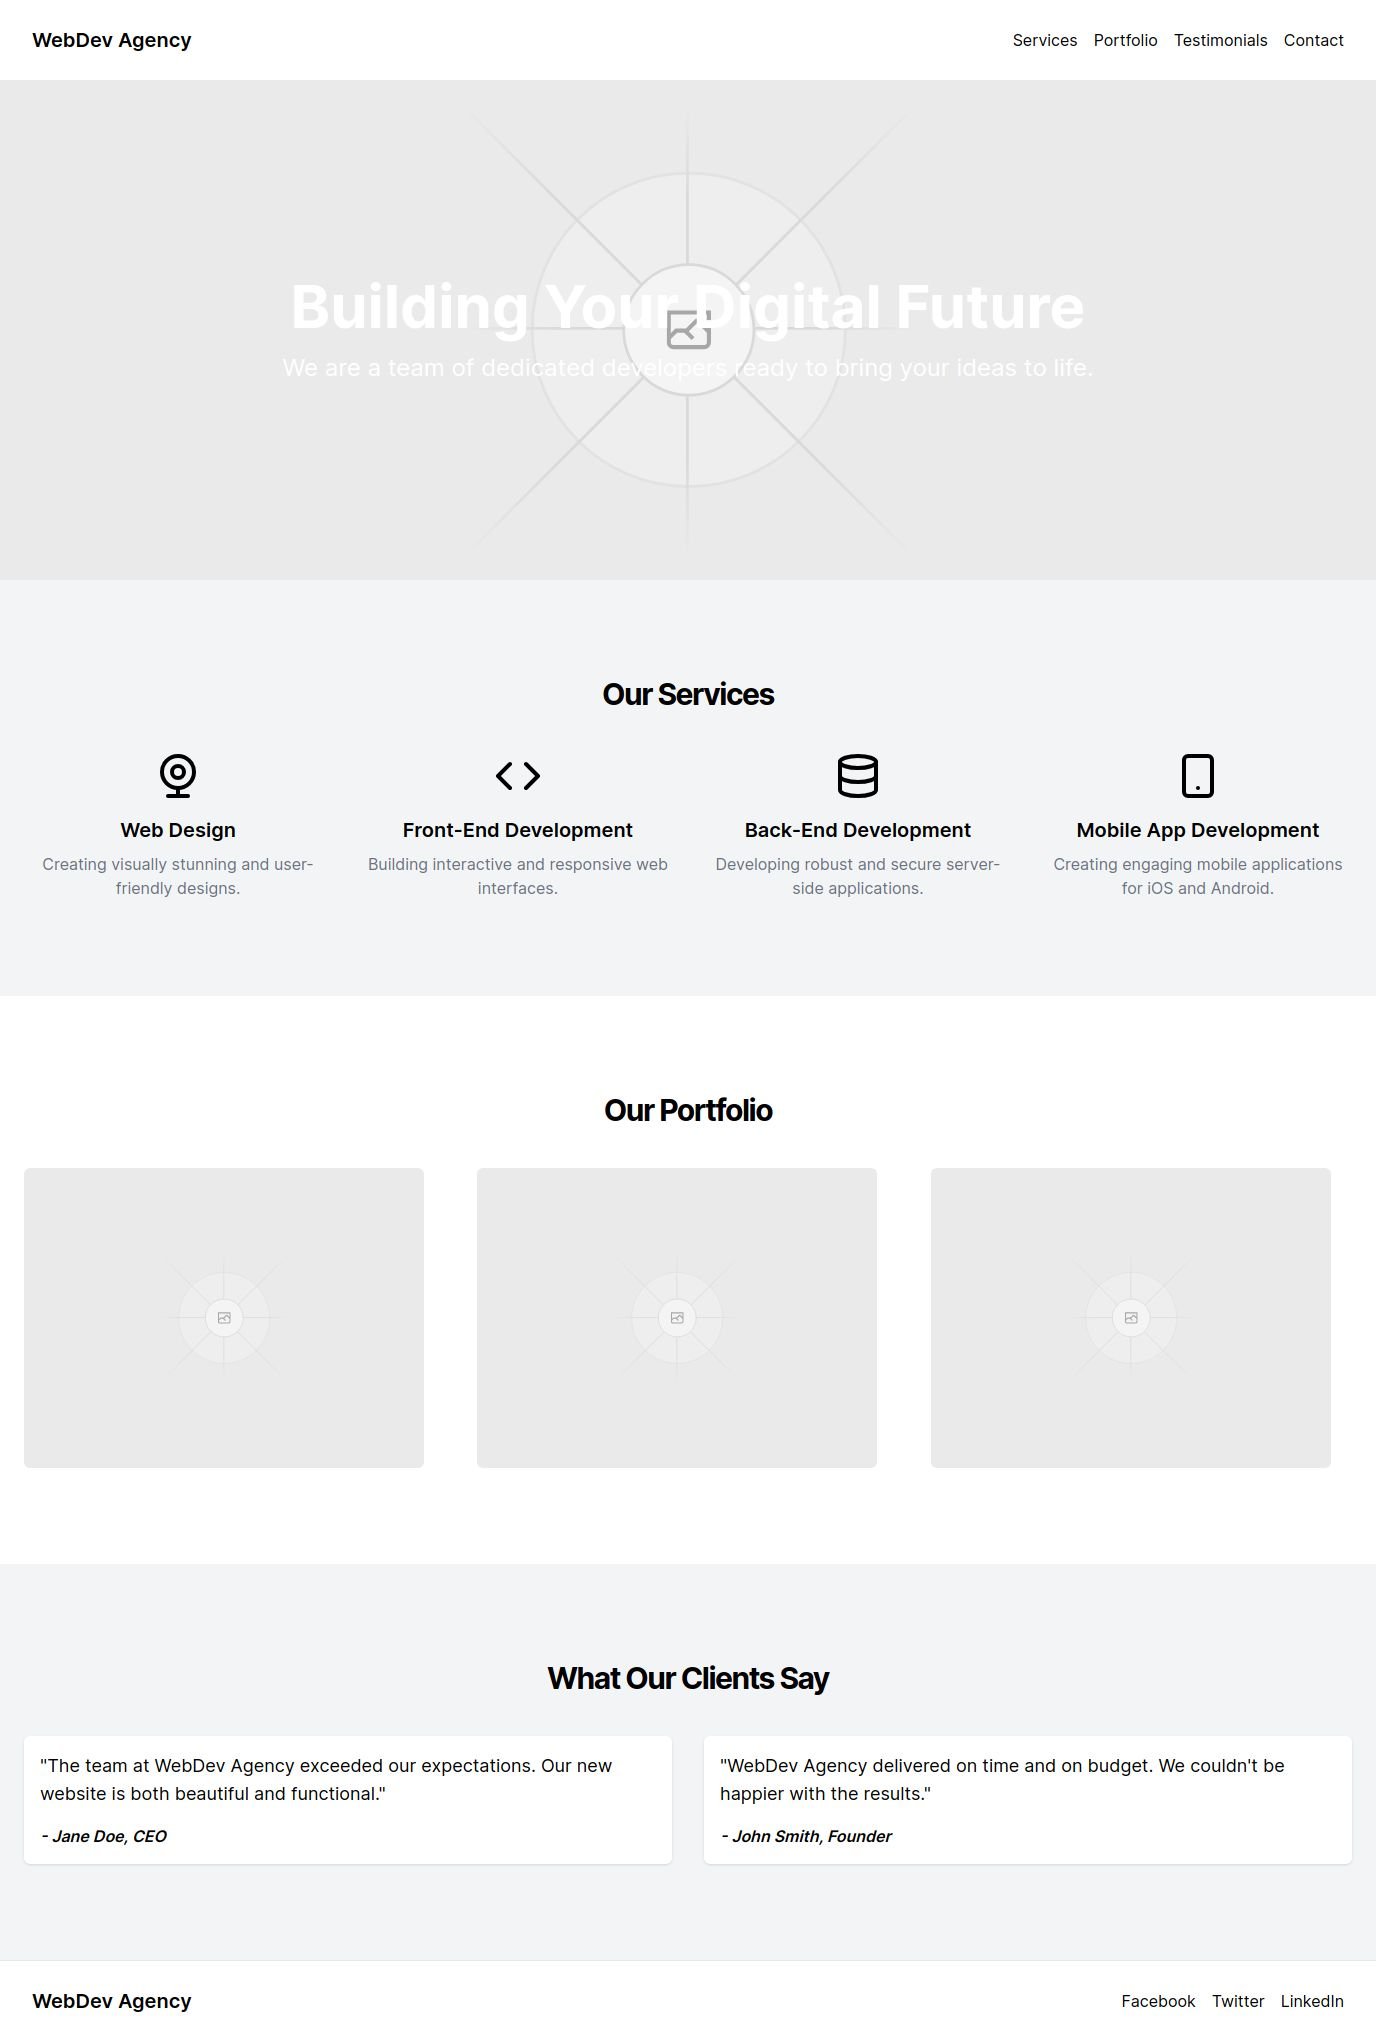 WebDev Agency
Services Portfolio Testimonials Contact
Building Your Digital Future
We are a team of dedicated developers ready to bring your ideas to life.
Our Services
Web Design
Creating visually stunning and user-
friendly designs.
Front-End Development
Building interactive and responsive web
interfaces.
Back-End Development
Developing robust and secure server-
side applications.
Mobile App Development
Creating engaging mobile applications
for iOS and Android.
Our Portfolio
What Our Clients Say
"The team at WebDev Agency exceeded our expectations. Our new
website is both beautiful and functional."
- Jane Doe, CEO
"WebDev Agency delivered on time and on budget. We couldn't be
happier with the results."
- John Smith, Founder
WebDev Agency
Facebook Twitter LinkedIn